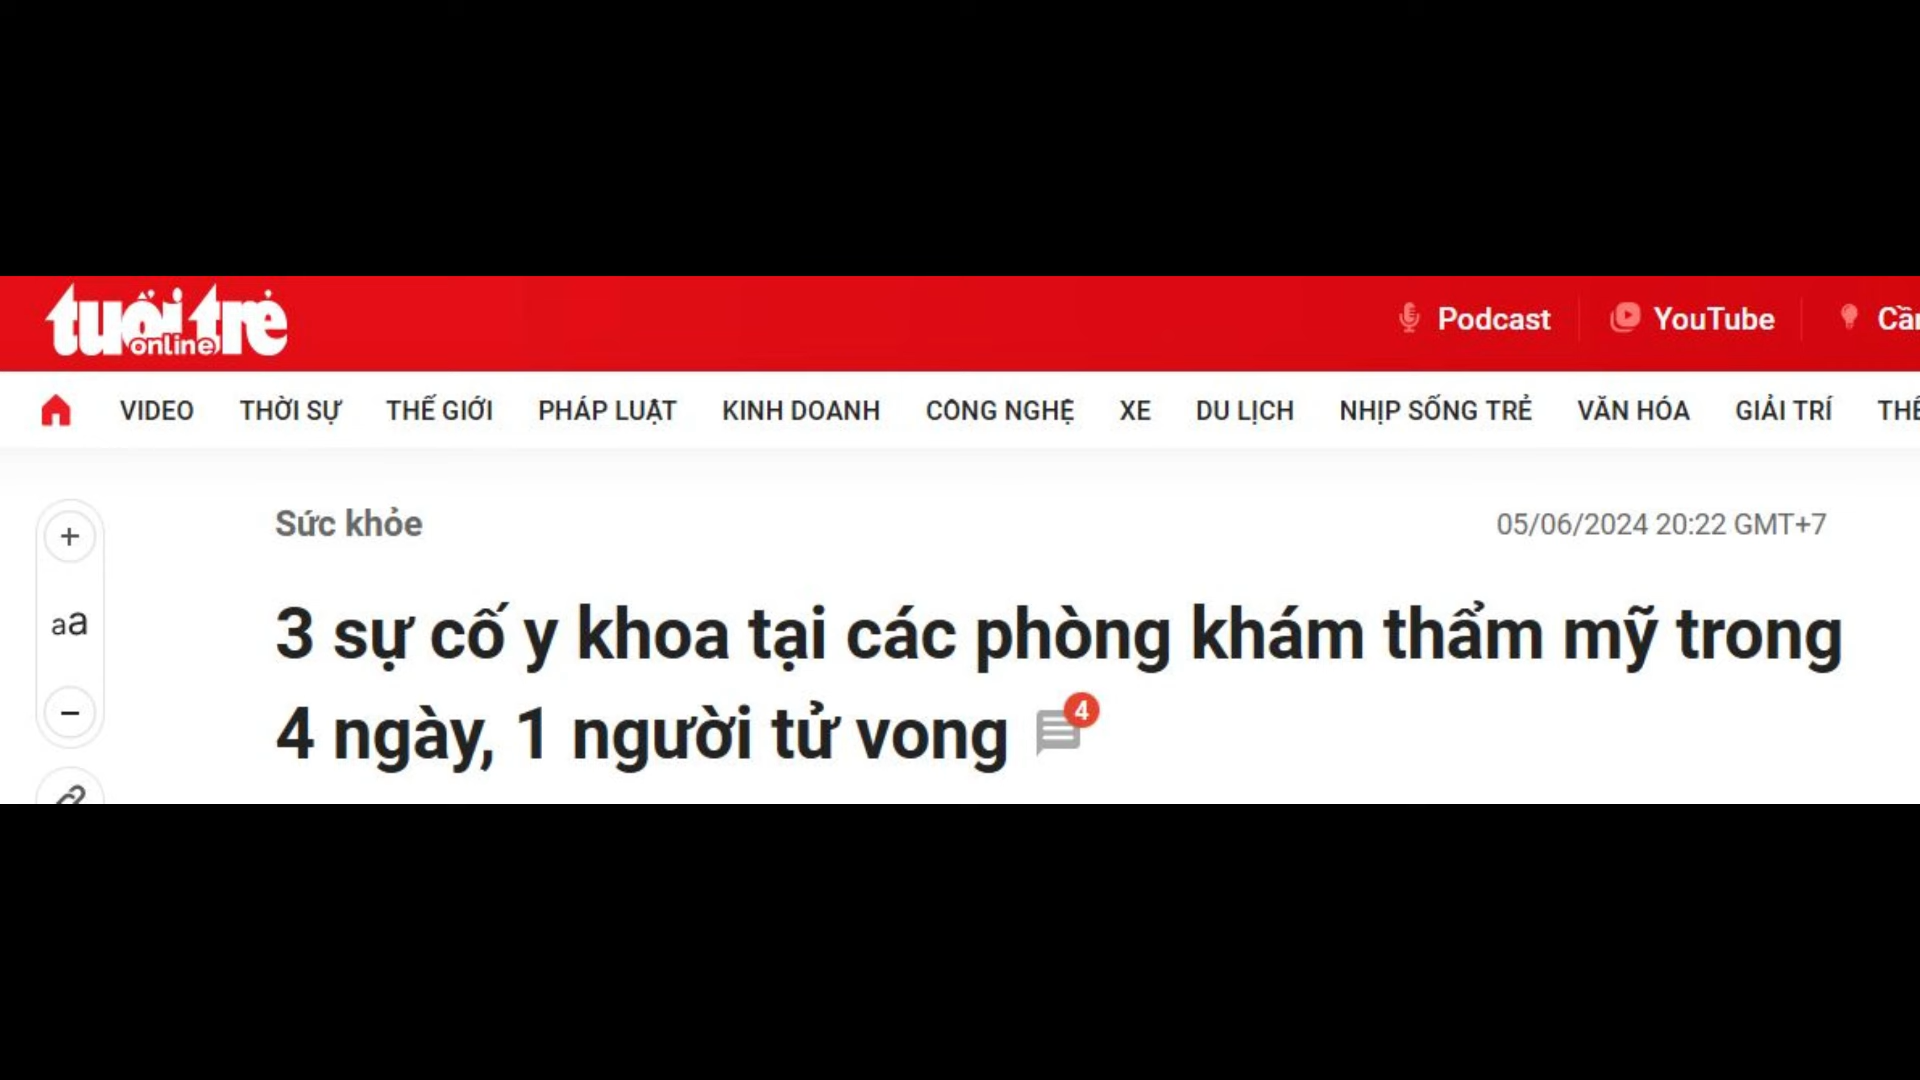 tuổi trẻ
online
Podcast
YouTube
VIDEO THỜI SỰ THẾ GIỚI PHÁP LUẬT KINH DOANH CÔNG NGHỆ XE DU LỊCH NHỊP SỐNG TRẺ VĂN HÓA GIẢI TRÍ
Sức khỏe
05/06/2024 20:22 GMT+7
+
aa
−
3 sự cố y khoa tại các phòng khám thẩm mỹ trong
4 ngày, 1 người tử vong 4